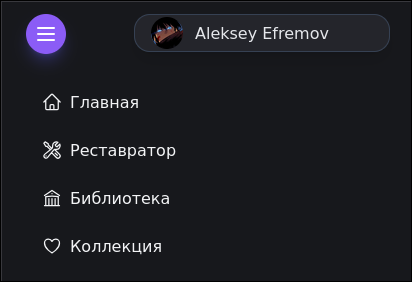 Aleksey Efremov
Главная
Реставратор
Библиотека
Коллекция